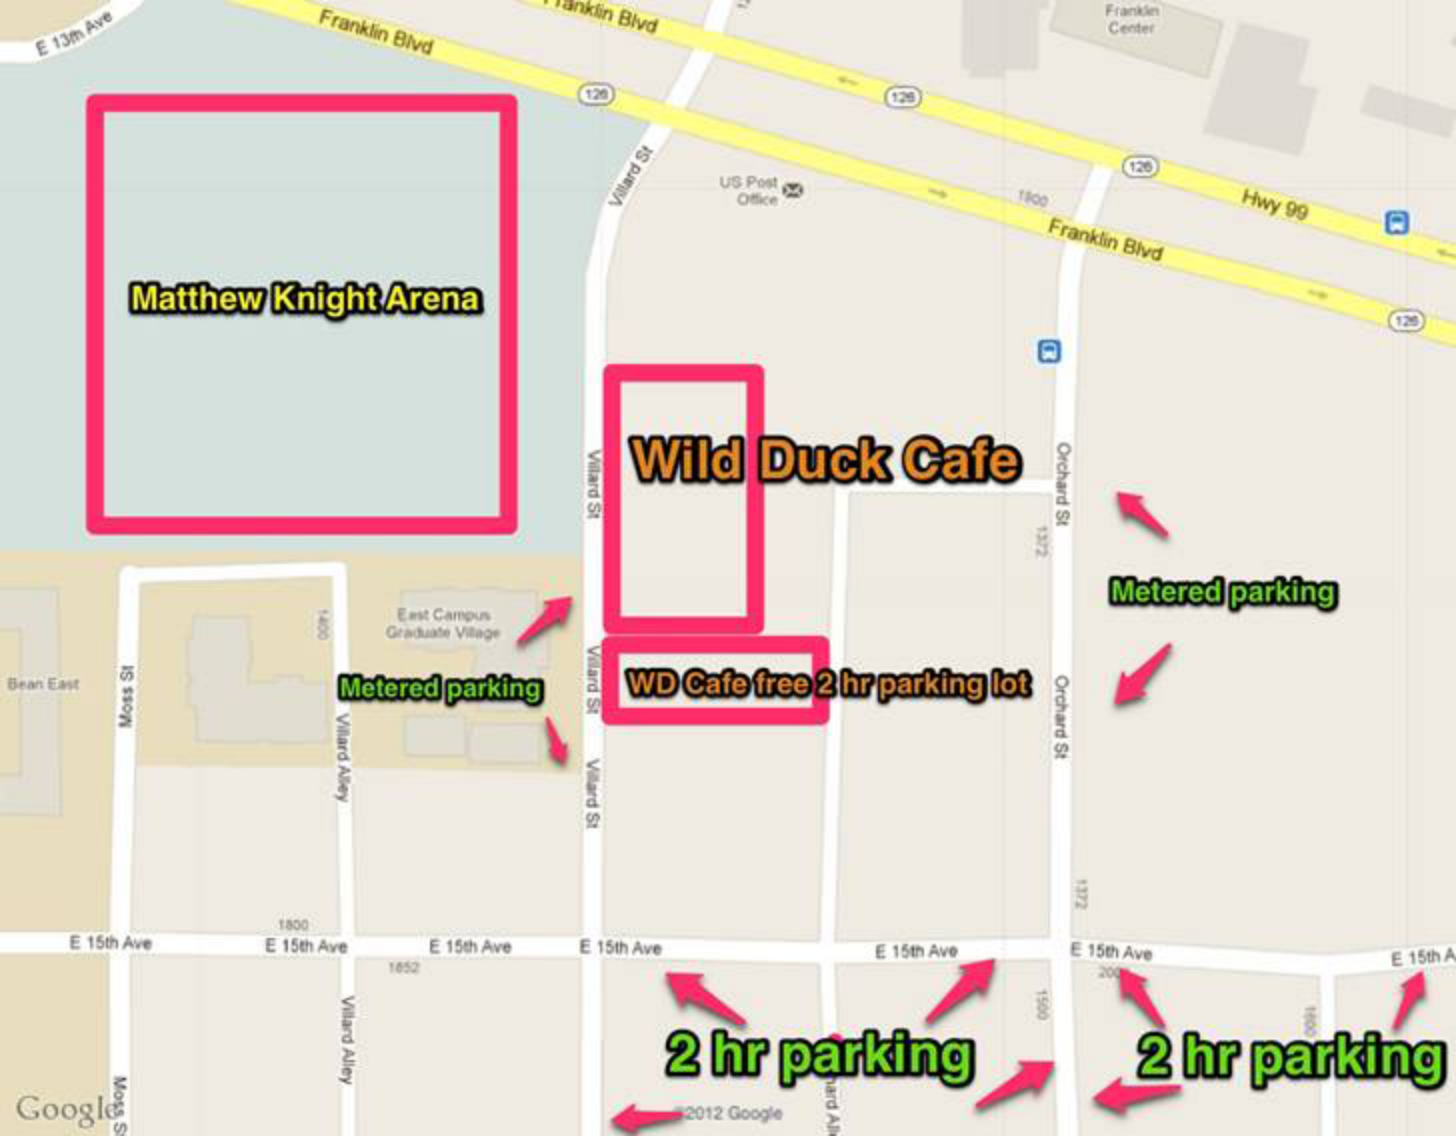 E 13th Ave
Franklin Blvd
Franklin Blvd
Franklin
Center
126
126
126
Villard St
US Post
Office
1800
Hwy 99
Franklin Blvd
126
Matthew Knight Arena
Wild Duck Cafe
Villard St
Orchard St
1372
Metered parking
1400
East Campus
Graduate Village
Bean East
Moss St
Metered parking
Villard St
WD Cafe free 2 hr parking lot
Orchard St
Villard Alley
Villard St
1372
1800
E 15th Ave
E 15th Ave
E 15th Ave
E 15th Ave
E 15th Ave
E 15th Ave
E 15th A
1652
200
1500
1600
Villard Alley
2 hr parking
2 hr parking
Moss S
Google
©2012 Google